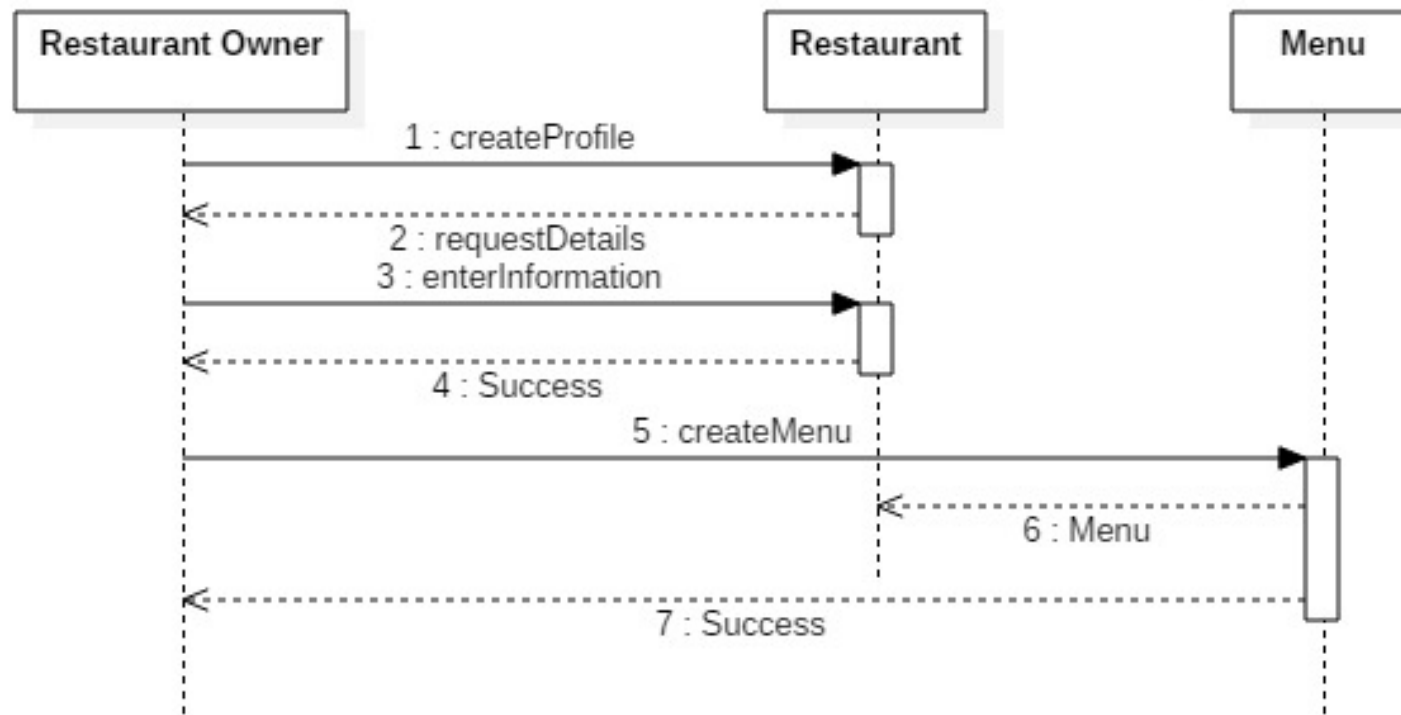 Restaurant Owner
Restaurant
Menu
1 : createProfile
2 : requestDetails
3 : enterInformation
4 : Success
5 : createMenu
6 : Menu
7 : Success